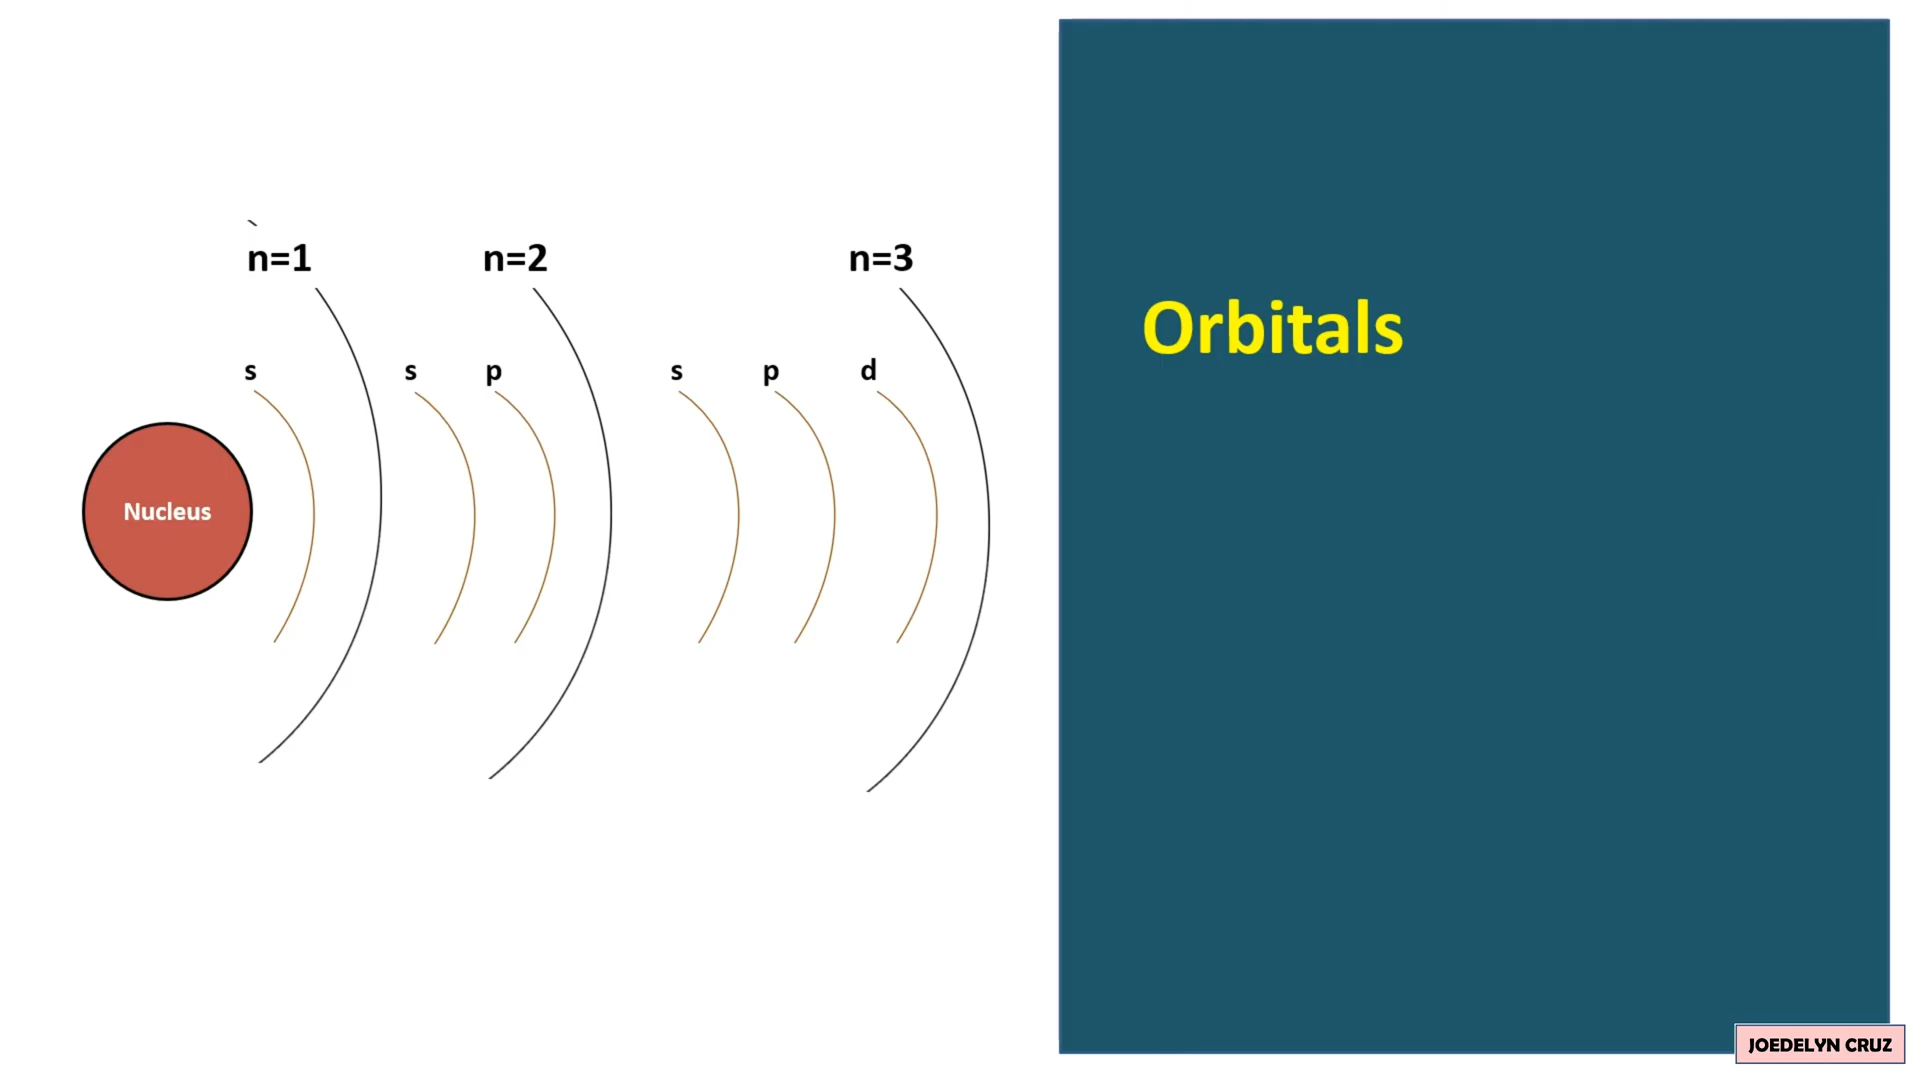 n=1 n=2 n=3
s s p s p d
Nucleus
Orbitals
JOEDELYN CRUZ